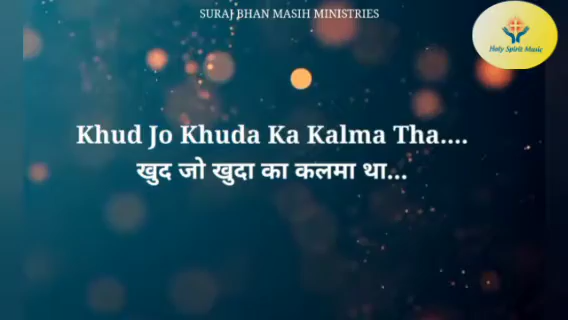 SURAJ BHAN MASIH MINISTRIES
Holy Spirit Music
Khud Jo Khuda Ka Kalma Tha....
खुद जो खुदा का कलमा था...